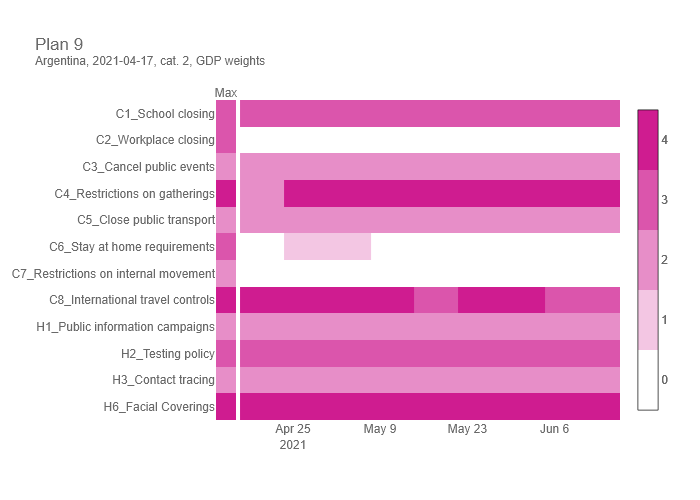 Plan 9
Argentina, 2021-04-17, cat. 2, GDP weights
Max
C1_School closing
C2_Workplace closing
C3_Cancel public events
C4_Restrictions on gatherings
C5_Close public transport
C6_Stay at home requirements
C7_Restrictions on internal movement
C8_International travel controls
H1_Public information campaigns
H2_Testing policy
H3_Contact tracing
H6_Facial Coverings
Apr 25 May 9 May 23 Jun 6
2021
4
3
2
1
0